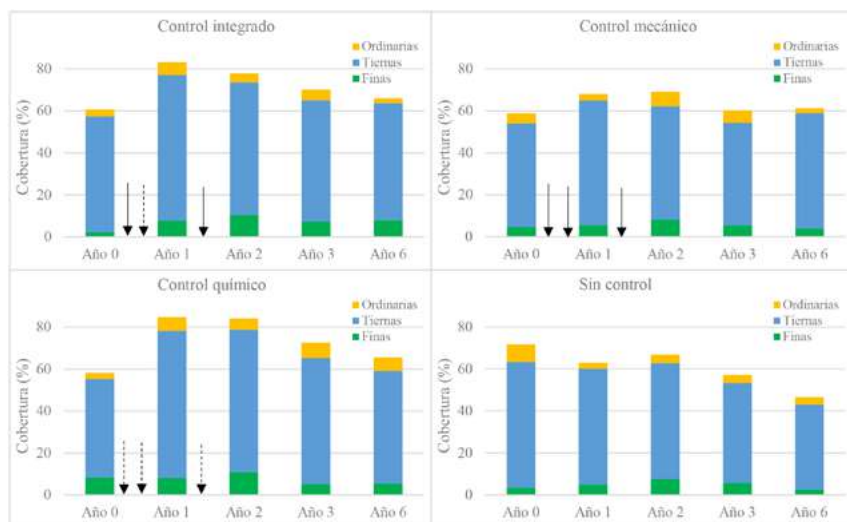 Control integrado
Ordinarias
Tiernas
Finas
Cobertura (%)
80
60
40
20
0
Año 0 Año 1 Año 2 Año 3 Año 6
Control mecánico
Ordinarias
Tiernas
Finas
Cobertura (%)
80
60
40
20
0
Año 0 Año 1 Año 2 Año 3 Año 6
Control químico
Ordinarias
Tiernas
Finas
Cobertura (%)
80
60
40
20
0
Año 0 Año 1 Año 2 Año 3 Año 6
Sin control
Ordinarias
Tiernas
Finas
Cobertura (%)
80
60
40
20
0
Año 0 Año 1 Año 2 Año 3 Año 6